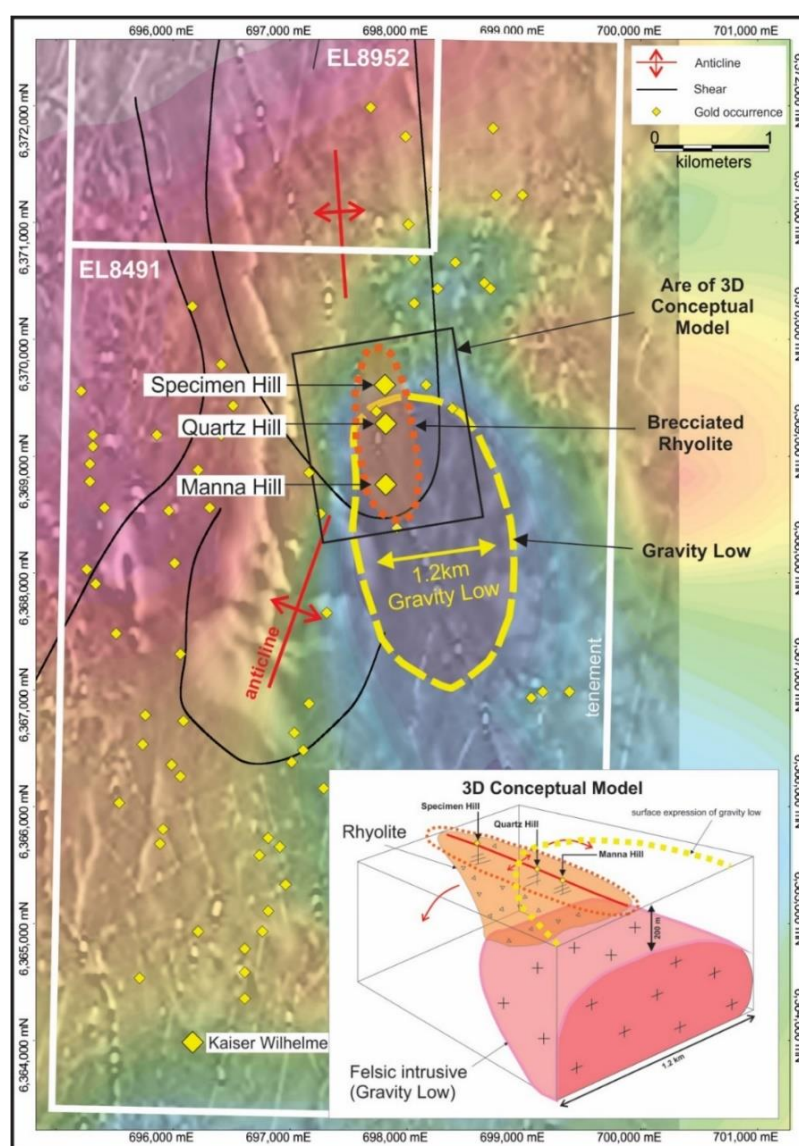 696,000 mE
697,000 mE
698,000 mE
699,000 mE
700,000 mE
701,000 mE
EL8952
Anticline
Shear
Gold occurrence
0 1
kilometers
6,372,000 mN
6,371,000 mN
EL8491
Are of 3D
Conceptual
Model
6,370,000 mN
Specimen Hill
Quartz Hill
Brecciated
Rhyolite
6,369,000 mN
Manna Hill
Gravity Low
1.2km
Gravity Low
6,368,000 mN
anticline
tenement
6,367,000 mN
3D Conceptual Model
Specimen Hill
surface expression of gravity low
Quartz Hill
Rhyolite
Manna Hill
6,366,000 mN
200 m
6,365,000 mN
Felsic intrusive
(Gravity Low)
1.2 km
6,364,000 mN
Kaiser Wilhelme
696,000 mE
697,000 mE
698,000 mE
699,000 mE
700,000 mE
701,000 mE